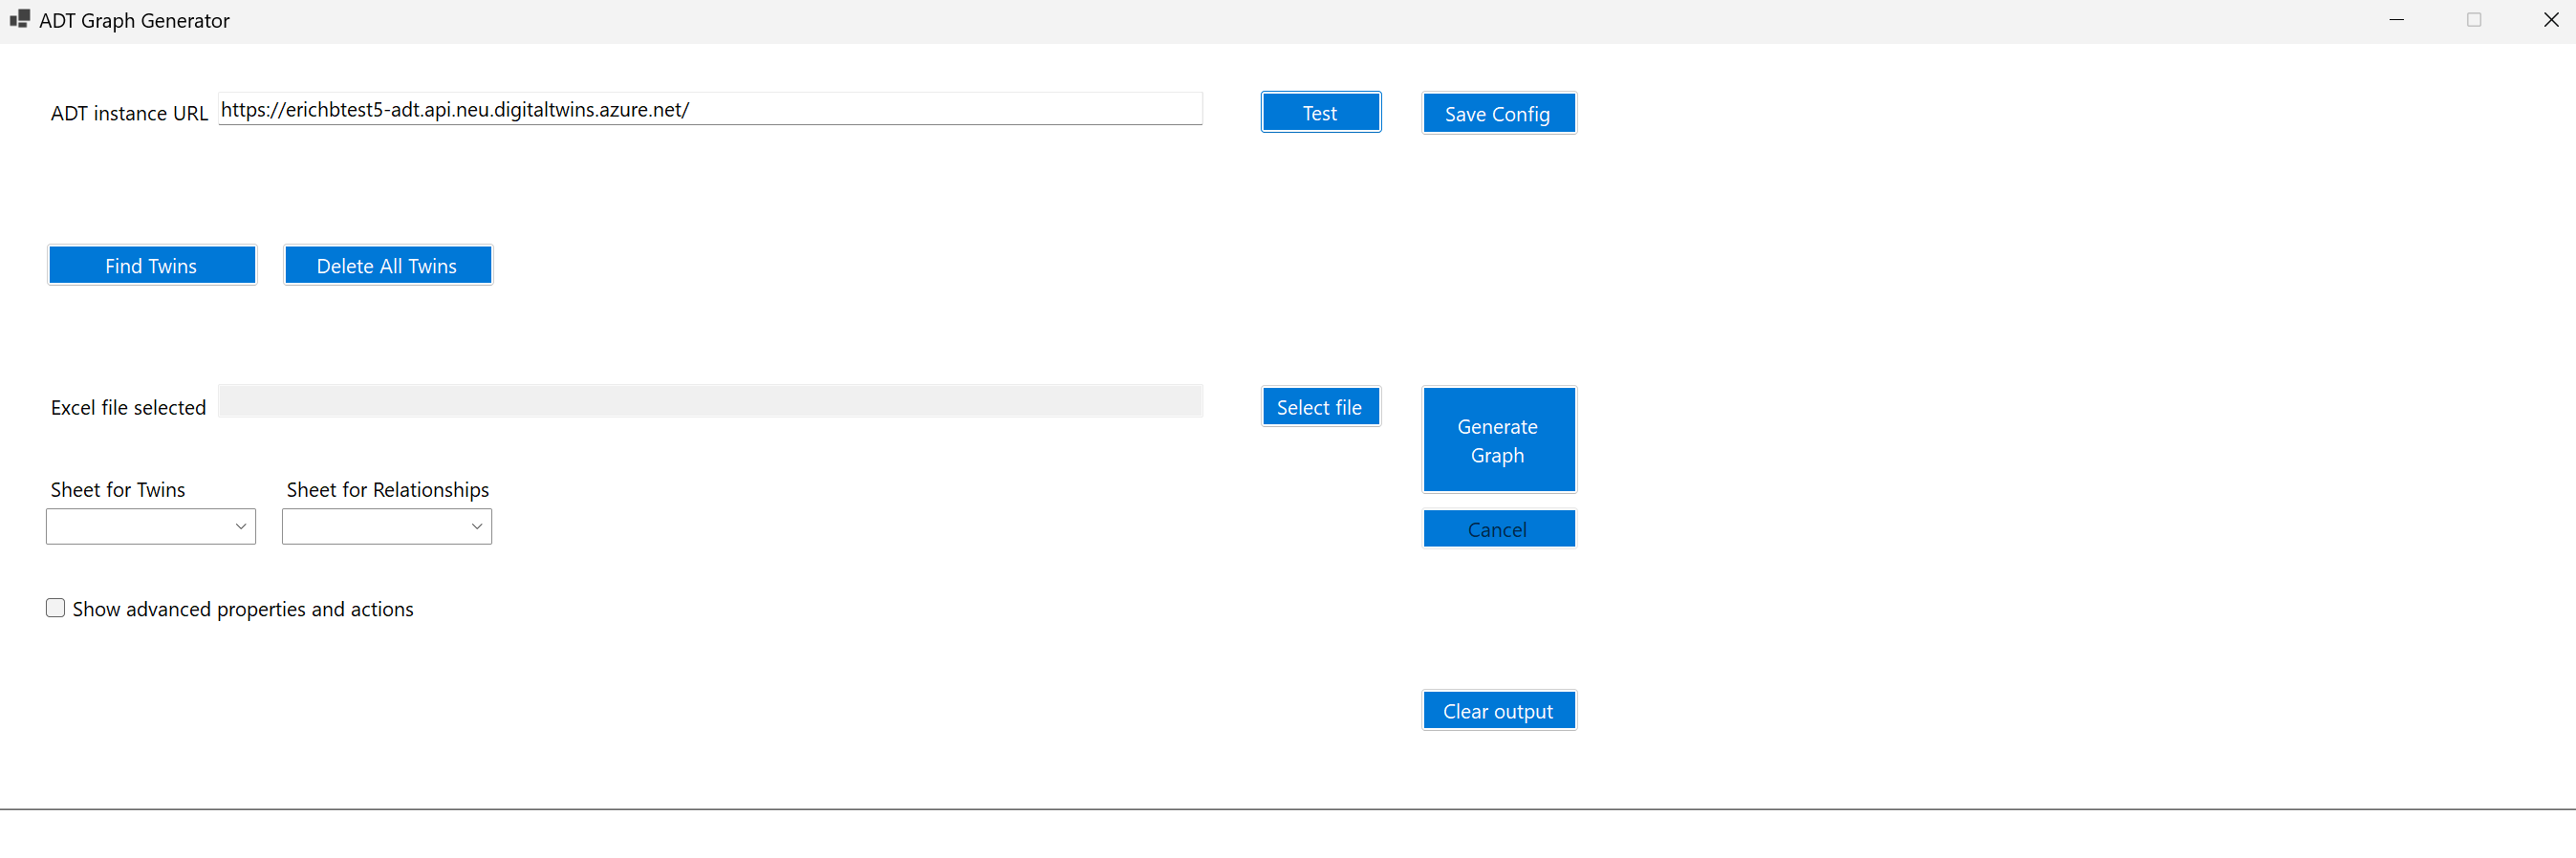 ADT Graph Generator
ADT instance URL
https://erichbtest5-adt.api.neu.digitaltwins.azure.net/
Test
Save Config
Find Twins
Delete All Twins
Excel file selected
Select file
Generate
Graph
Sheet for Twins
Sheet for Relationships
Cancel
Show advanced properties and actions
Clear output